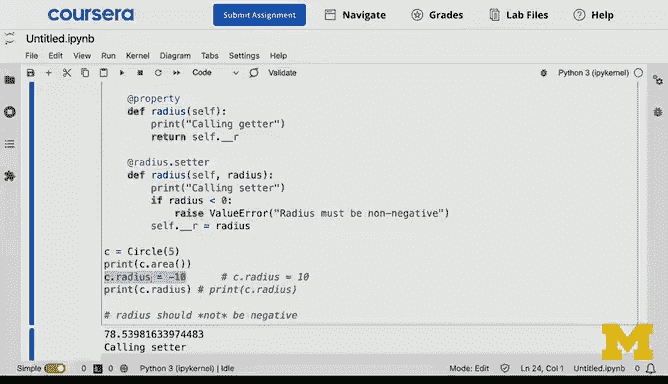 coursera
Submit Assignment
Navigate
Grades
Lab Files
Help
Untitled.ipynb
File Edit View Run Kernel Diagram Tabs Settings Help
Code
Validate
Python 3 (ipykernel)
@property
def radius(self):
print("Calling getter")
return self.__r
@radius.setter
def radius(self, radius):
print("Calling setter")
if radius < 0:
raise ValueError("Radius must be non-negative")
self.__r = radius
c = Circle(5)
print(c.area())
c.radius = -10 # c.radius = 10
print(c.radius) # print(c.radius)
# radius should *not* be negative
78.53981633974483
Calling setter
M
Simple 0 0 Python 3 (ipykernel) | Idle Mode: Edit Ln 24, Col 1 Untitled.ipynb 0